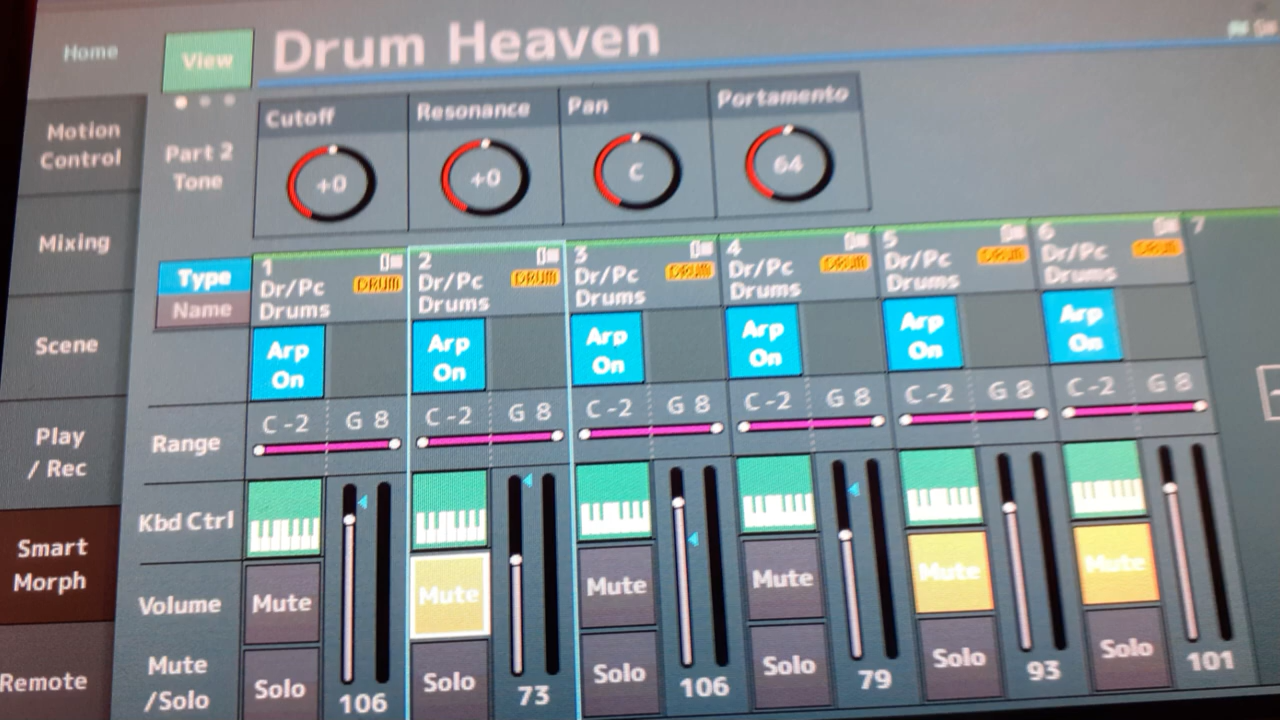 Home
View
Drum Heaven
Motion
Control
Mixing
Scene
Play
/ Rec
Smart
Morph
Remote
Part 2
Tone
Cutoff
+0
Resonance
+0
Pan
C
Portamento
64
Type
Name
1
Dr/Pc
DRUM
Drums
2
Dr/Pc
DRUM
Drums
3
Dr/Pc
DRUM
Drums
4
Dr/Pc
DRUM
Drums
5
Dr/Pc
DRUM
Drums
6
Dr/Pc
DRUM
Drums
7
Arp
On
Arp
On
Arp
On
Arp
On
Arp
On
Arp
On
Range
C -2 G 8
C -2 G 8
C -2 G 8
C -2 G 8
C -2 G 8
C -2 G 8
Kbd Ctrl
Volume
Mute
/Solo
Mute
Mute
Mute
Mute
Mute
Mute
Solo
Solo
Solo
Solo
Solo
Solo
106
73
106
79
93
101